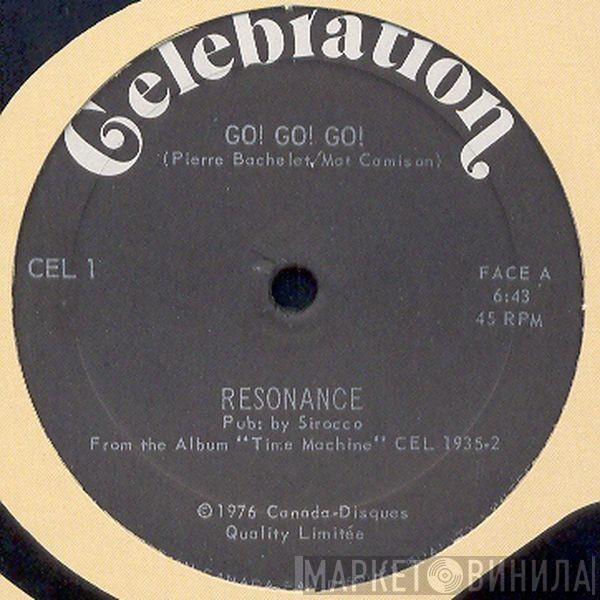 Celebration
GO! GO! GO!
(Pierre Bachelet/Mat Camison)
CEL 1
FACE A
6:43
45 RPM
RESONANCE
Pub: by Sirocco
From the Album "Time Machine" CEL 1935-2
©1976 Canada-Disques
Quality Limitée
МАРКЕТ ВИНИЛА